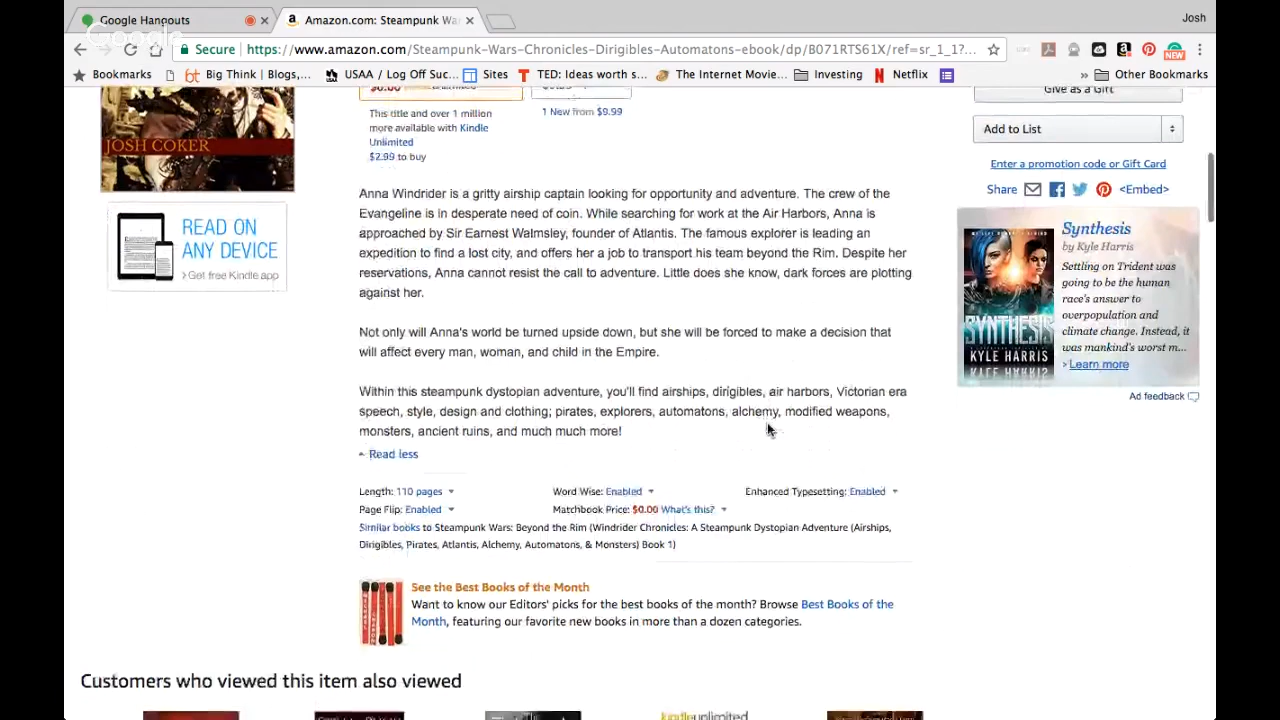 Google Hangouts
Amazon.com: Steampunk War
Josh
Google
Secure https://www.amazon.com/Steampunk-Wars-Chronicles-Dirigibles-Automatons-ebook/dp/B071RTS61X/ref=sr_1_1?...
NEW
Bookmarks
Big Think | Blogs,...
USAA / Log Off Suc...
Sites
TED: Ideas worth s...
The Internet Movie...
Investing
Netflix
» Other Bookmarks
JOSH COKER
$0.00
This title and over 1 million
more available with Kindle
Unlimited
$2.99 to buy
1 New from $9.99
Give as a Gift
Add to List
Enter a promotion code or Gift Card
Share <Embed>
READ ON
ANY DEVICE
› Get free Kindle app
Anna Windrider is a gritty airship captain looking for opportunity and adventure. The crew of the
Evangeline is in desperate need of coin. While searching for work at the Air Harbors, Anna is
approached by Sir Earnest Walmsley, founder of Atlantis. The famous explorer is leading an
expedition to find a lost city, and offers her a job to transport his team beyond the Rim. Despite her
reservations, Anna cannot resist the call to adventure. Little does she know, dark forces are plotting
against her.
Not only will Anna's world be turned upside down, but she will be forced to make a decision that
will affect every man, woman, and child in the Empire.
Within this steampunk dystopian adventure, you'll find airships, dirigibles, air harbors, Victorian era
speech, style, design and clothing; pirates, explorers, automatons, alchemy, modified weapons,
monsters, ancient ruins, and much much more!
Read less
SYNTHESIS
KYLE HARRIS
Synthesis
by Kyle Harris
Settling on Trident was
going to be the human
race's answer to
overpopulation and
climate change. Instead, it
was mankind's worst m...
› Learn more
Ad feedback
Length: 110 pages
Word Wise: Enabled
Enhanced Typesetting: Enabled
Page Flip: Enabled
Matchbook Price: $0.00 What's this?
Similar books to Steampunk Wars: Beyond the Rim (Windrider Chronicles: A Steampunk Dystopian Adventure (Airships,
Dirigibles, Pirates, Atlantis, Alchemy, Automatons, & Monsters) Book 1)
See the Best Books of the Month
Want to know our Editors' picks for the best books of the month? Browse Best Books of the
Month, featuring our favorite new books in more than a dozen categories.
Customers who viewed this item also viewed
kindleunlimited